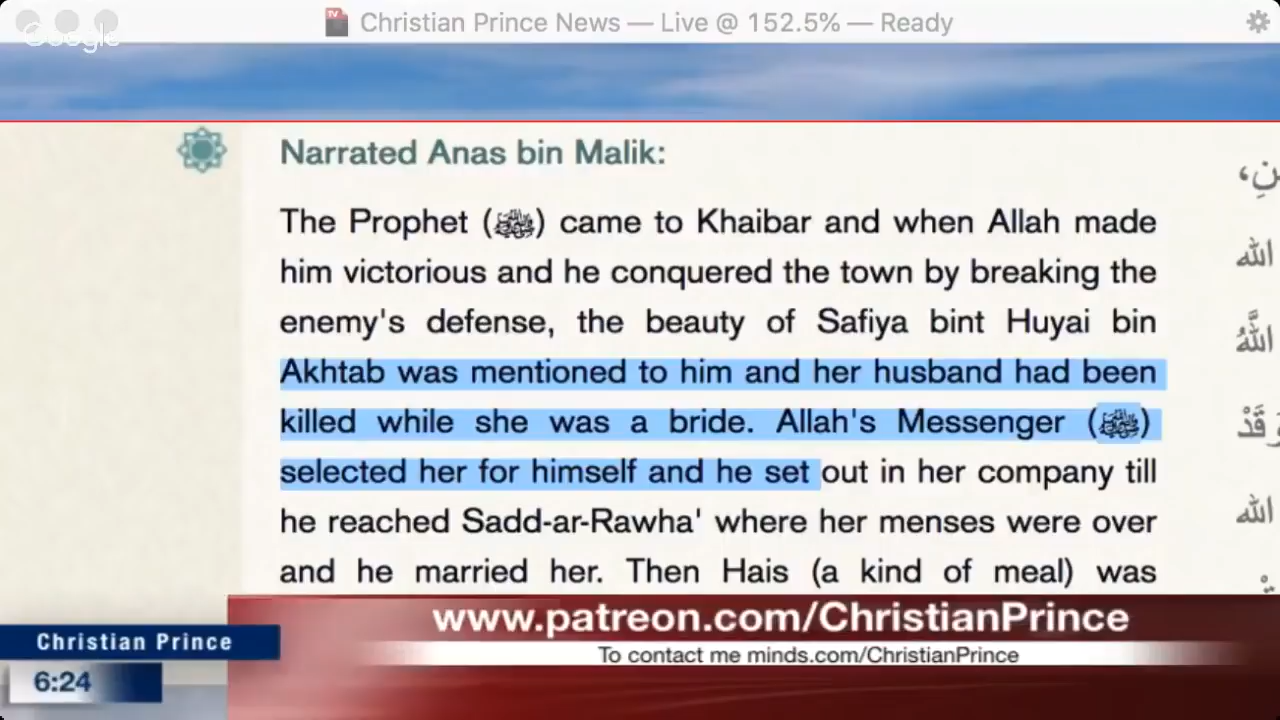 Christian Prince News — Live @ 152.5% — Ready
Google
Narrated Anas bin Malik:
The Prophet (ﷺ) came to Khaibar and when Allah made
him victorious and he conquered the town by breaking the
enemy's defense, the beauty of Safiya bint Huyai bin
Akhtab was mentioned to him and her husband had been
killed while she was a bride. Allah's Messenger (ﷺ)
selected her for himself and he set out in her company till
he reached Sadd-ar-Rawha' where her menses were over
and he married her. Then Hais (a kind of meal) was
الله
اللَّهُ
الله
www.patreon.com/ChristianPrince
To contact me minds.com/ChristianPrince
Christian Prince
6:24